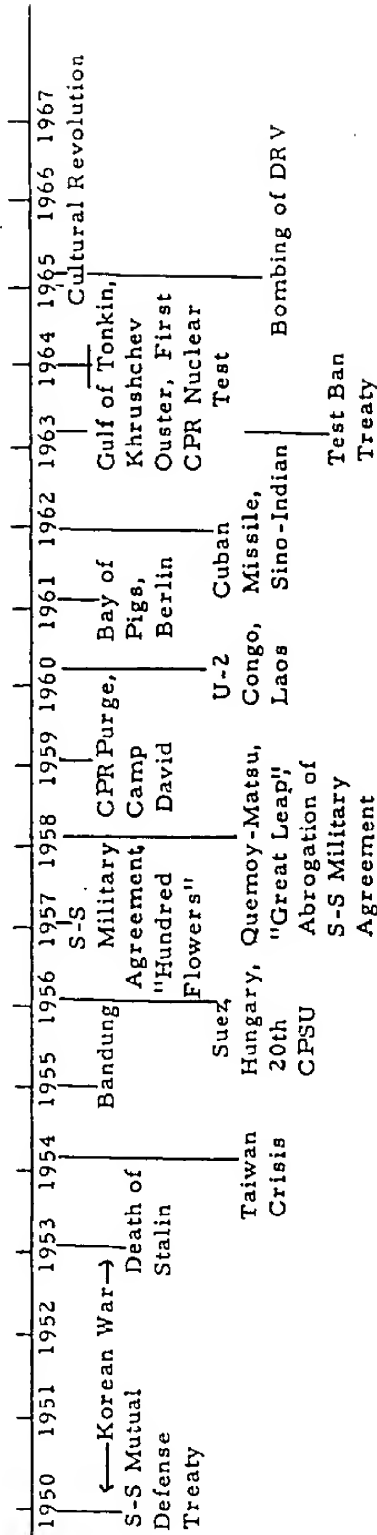 1950 1951 1952 1953 1954 1955 1956 1957 1958 1959 1960 1961 1962 1963 1964 1965 1966 1967
S-S Mutual
Defense
Treaty
←Korean War→
Death of
Stalin
Taiwan
Crisis
Bandung
Suez,
Hungary,
20th
CPSU
S-S
Military
Agreement,
"Hundred
Flowers"
Quemoy-Matsu,
"Great Leap",
Abrogation of
S-S Military
Agreement
CPR Purge,
Camp
David
U-2
Congo,
Laos
Bay of
Pigs,
Berlin
Cuban
Missile,
Sino-Indian
Test Ban
Treaty
Gulf of Tonkin,
Khrushchev
Ouster, First
CPR Nuclear
Test
Cultural Revolution
Bombing of DRV